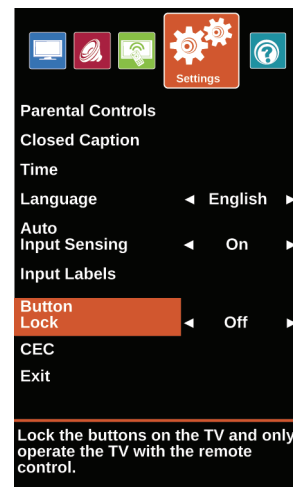 Settings
Parental Controls
Closed Caption
Time
Language ◄ English ►
Auto
Input Sensing ◄ On ►
Input Labels
Button
Lock ◄ Off ►
CEC
Exit
Lock the buttons on the TV and only
operate the TV with the remote
control.